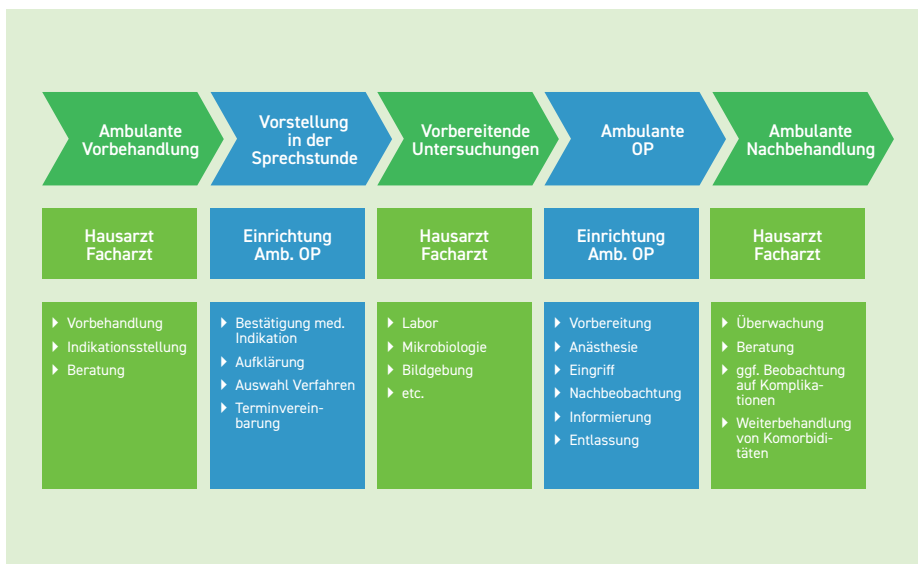 Ambulante
Vorbehandlung
Vorstellung
in der
Sprechstunde
Vorbereitende
Untersuchungen
Ambulante
OP
Ambulante
Nachbehandlung
Hausarzt
Facharzt
Einrichtung
Amb. OP
Hausarzt
Facharzt
Einrichtung
Amb. OP
Hausarzt
Facharzt
Vorbehandlung
Indikationsstellung
Beratung
Bestätigung med.
Indikation
Aufklärung
Auswahl Verfahren
Terminverein-
barung
Labor
Mikrobiologie
Bildgebung
etc.
Vorbereitung
Anästhesie
Eingriff
Nachbeobachtung
Informierung
Entlassung
Überwachung
Beratung
ggf. Beobachtung
auf Komplika-
tionen
Weiterbehandlung
von Komorbidi-
täten